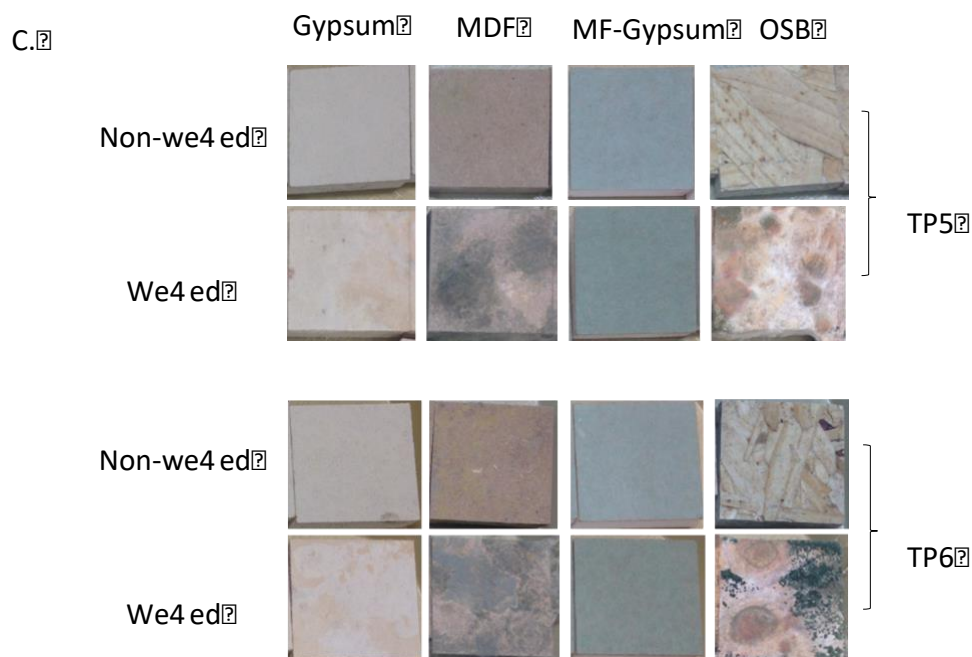 C.⍰
Gypsum⍰ MDF⍰ MF-Gypsum⍰ OSB⍰
Non-we4 ed⍰
TP5⍰
We4 ed⍰
Non-we4 ed⍰
TP6⍰
We4 ed⍰